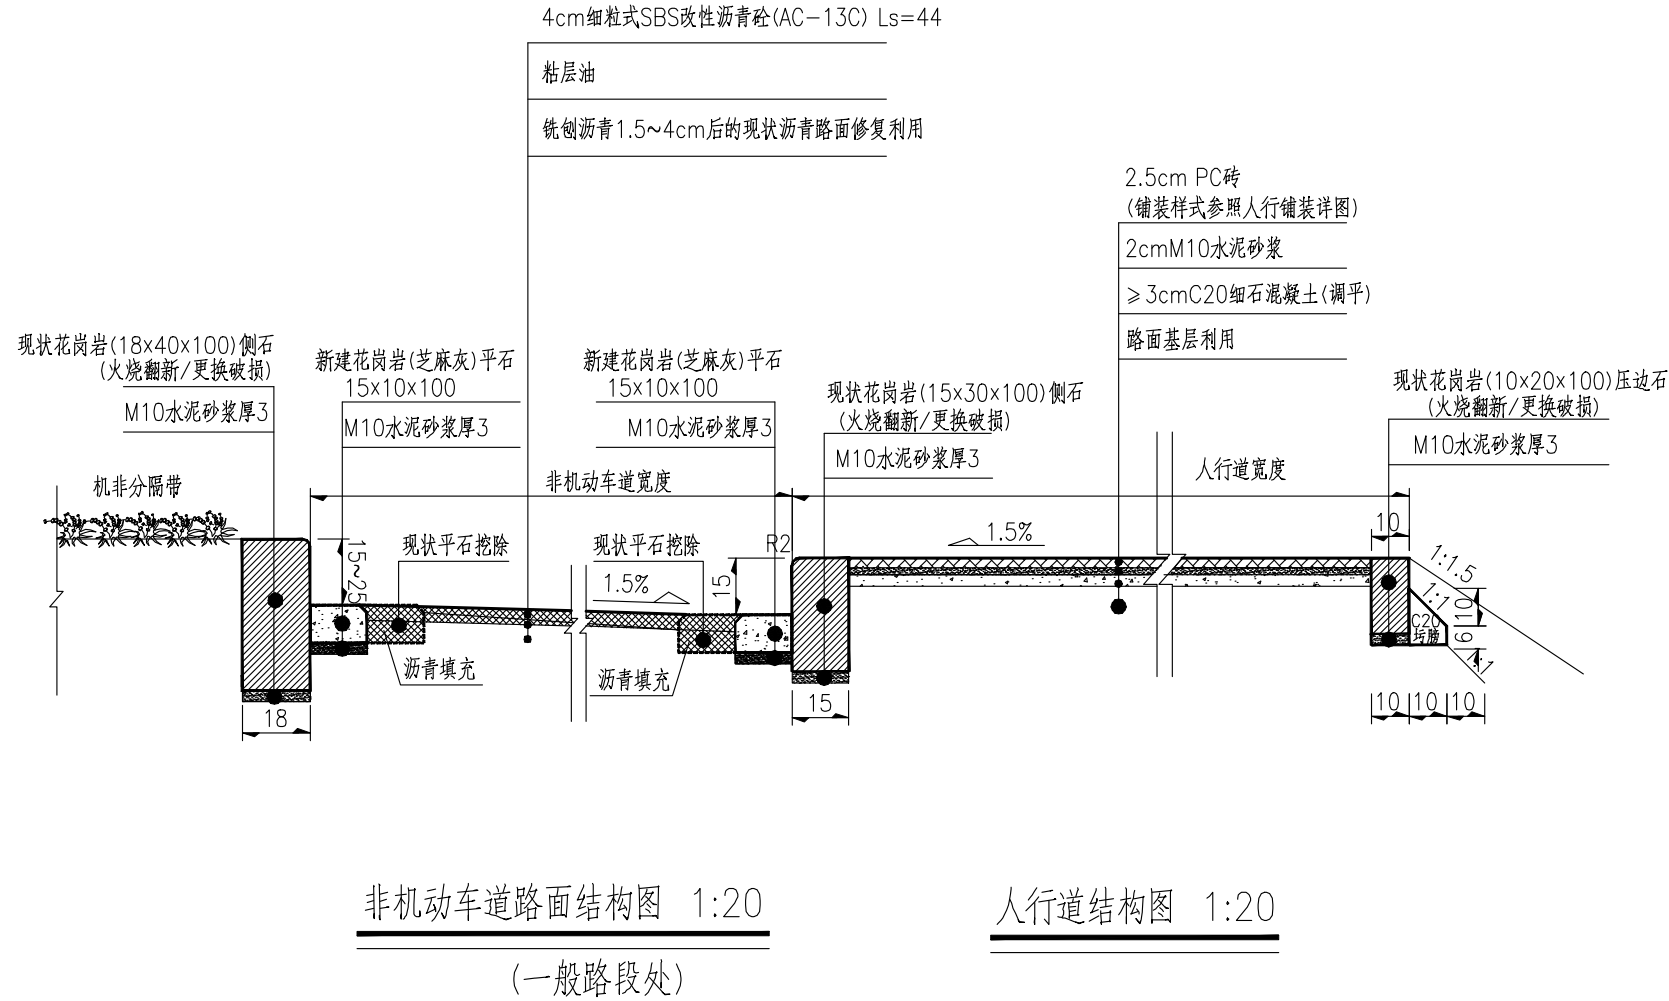 4cm细粒式SBS改性沥青砼(AC-13C) Ls=44
粘层油
铣刨沥青1.5~4cm后的现状沥青路面修复利用
2.5cm PC砖
(铺装样式参照人行铺装详图)
2cmM10水泥砂浆
≥3cmC20细石混凝土(调平)
路面基层利用
现状花岗岩(18×40×100)侧石
(火烧翻新/更换破损)
M10水泥砂浆厚3
新建花岗岩(芝麻灰)平石
15×10×100
M10水泥砂浆厚3
新建花岗岩(芝麻灰)平石
15×10×100
M10水泥砂浆厚3
现状花岗岩(15×30×100)侧石
(火烧翻新/更换破损)
M10水泥砂浆厚3
现状花岗岩(10×20×100)压边石
(火烧翻新/更换破损)
M10水泥砂浆厚3
机非分隔带
非机动车道宽度
人行道宽度
15~25
现状平石挖除
现状平石挖除
1.5%
15
R2
1.5%
10
1:1.5
1:1
10
6
C20
1:1
沥青填充
沥青填充
18
15
10
10
10
非机动车道路面结构图 1:20
(一般路段处)
人行道结构图 1:20